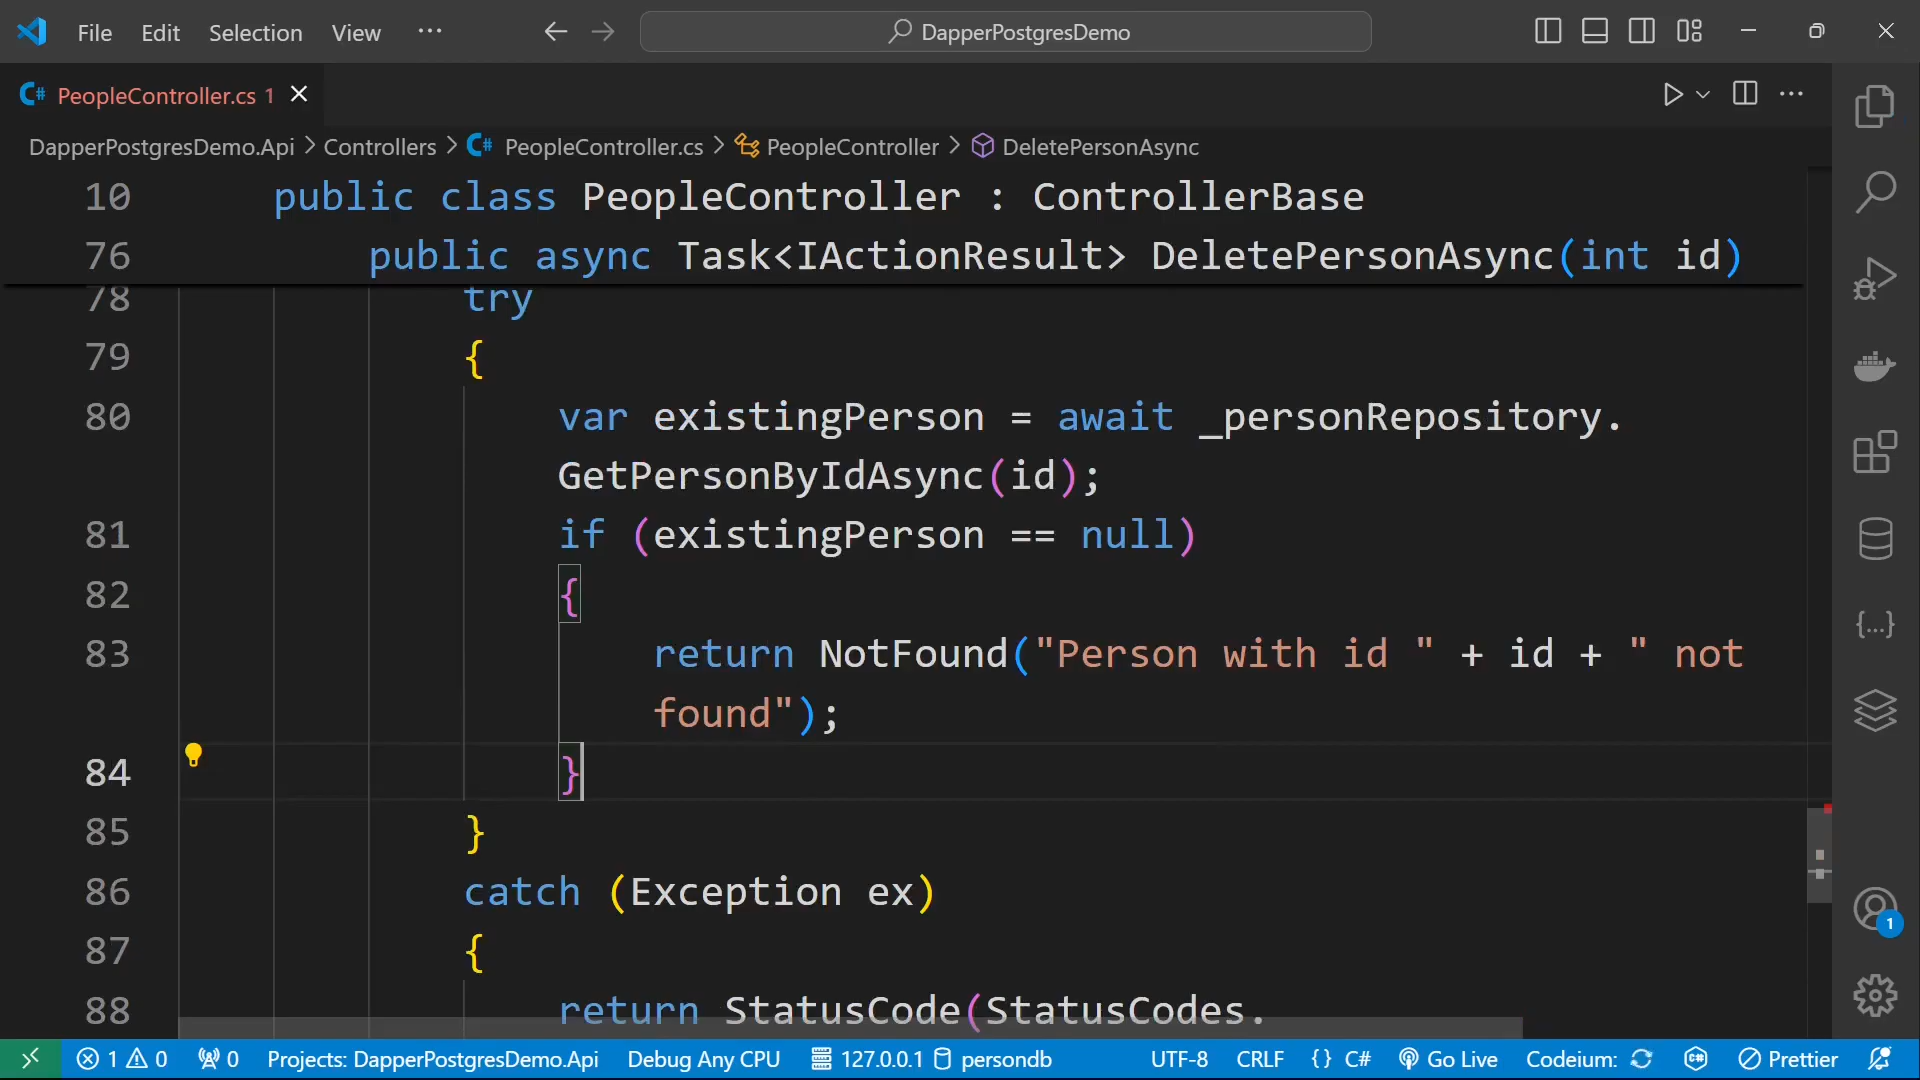 File Edit Selection View ··· DapperPostgresDemo
C# PeopleController.cs 1
DapperPostgresDemo.Api > Controllers > C# PeopleController.cs > PeopleController > DeletePersonAsync
10 public class PeopleController : ControllerBase
76 public async Task<IActionResult> DeletePersonAsync(int id)
78 try
79 {
80 var existingPerson = await _personRepository.
GetPersonByIdAsync(id);
81 if (existingPerson == null)
82 {
83 return NotFound("Person with id " + id + " not
found");
84 }
85 }
86 catch (Exception ex)
87 {
88 return StatusCode(StatusCodes.
1
1 0 0 Projects: DapperPostgresDemo.Api Debug Any CPU 127.0.0.1 persondb UTF-8 CRLF {} C# Go Live Codeium: Prettier